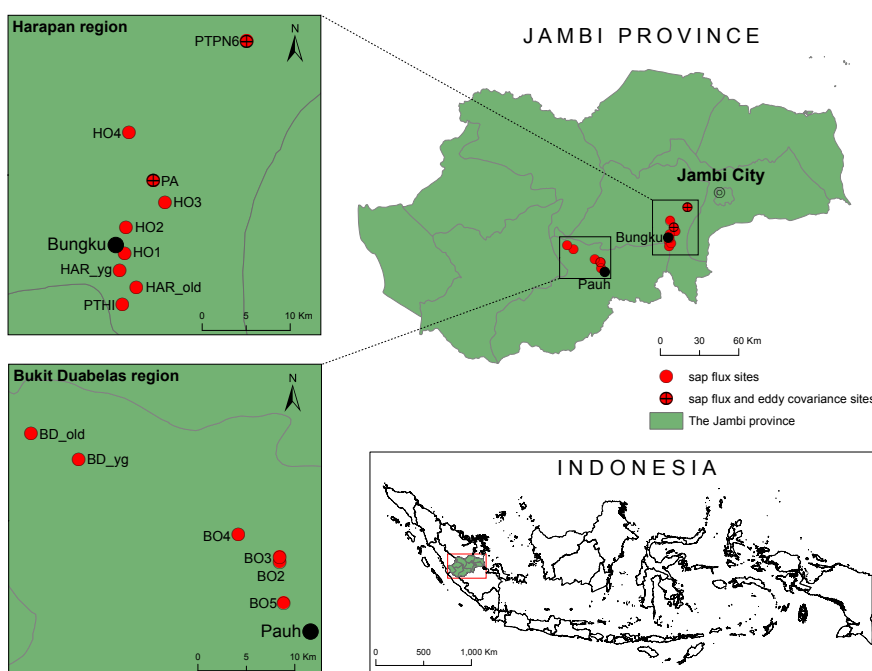 Harapan region
N
PTPN6
HO4
PA
HO3
HO2
Bungku
HO1
HAR_yg
HAR_old
PTHI
0 5 10 Km
JAMBI PROVINCE
Jambi City
Bungku
Pauh
0 30 60 Km
sap flux sites
sap flux and eddy covariance sites
The Jambi province
Bukit Duabelas region
N
BD_old
BD_yg
BO4
BO3
BO2
BO5
Pauh
0 5 10 Km
INDONESIA
0 500 1,000 Km